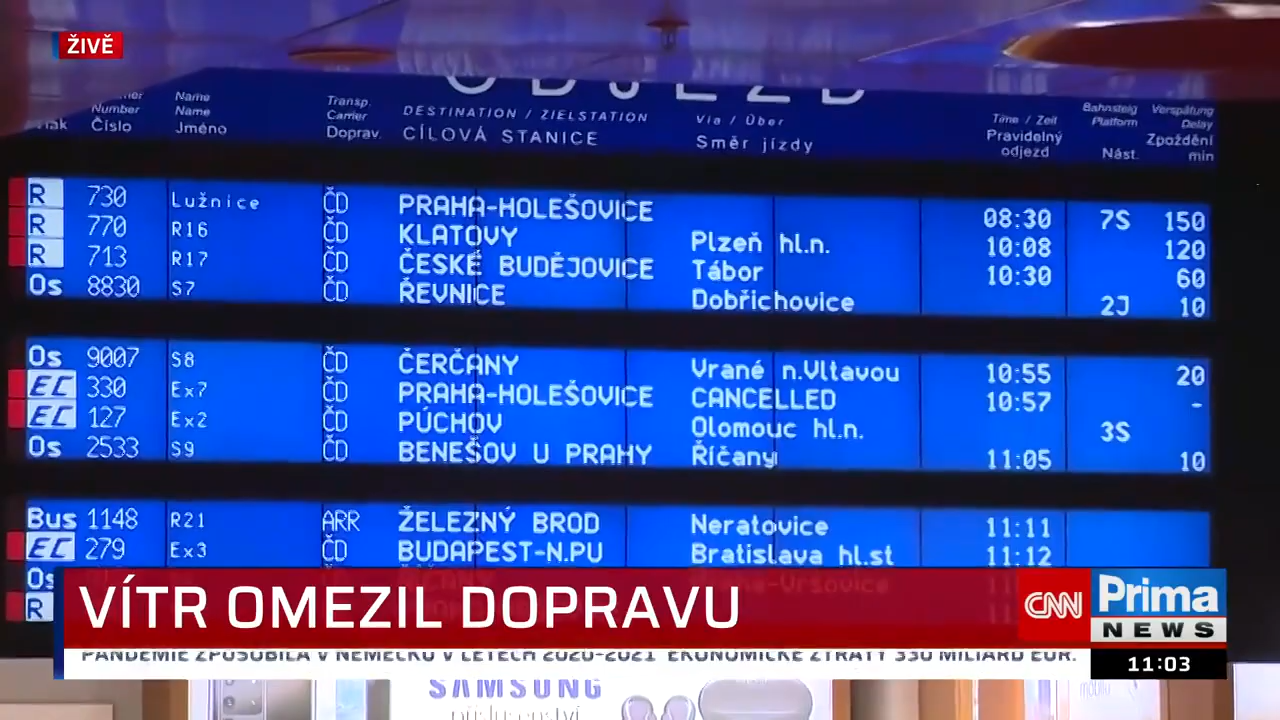 ŽIVĚ
ODJEZD
Number Name Transp. DESTINATION / ZIELSTATION Via / Über Time / Zeit Bahnsteig Verspätung
Číslo Name Carrier CÍLOVÁ STANICE Směr jízdy Pravidelný Platform Delay
Jméno Doprav. odjezd Nást. Zpoždění
min
R 730 Lužnice ČD PRAHA-HOLEŠOVICE 08:30 7S 150
R 770 R16 ČD KLATOVY Plzeň hl.n. 10:08 120
R 713 R17 ČD ČESKÉ BUDĚJOVICE Tábor 10:30 60
Os 8830 S7 ČD ŘEVNICE Dobřichovice 2J 10
Os 9007 S8 ČD ČERČANY Vrané n.Vltavou 10:55 20
EC 330 Ex7 ČD PRAHA-HOLEŠOVICE CANCELLED 10:57 -
EC 127 Ex2 ČD PÚCHOV Olomouc hl.n. 3S
Os 2533 S9 ČD BENEŠOV U PRAHY Říčany 11:05 10
Bus 1148 R21 ARR ŽELEZNÝ BROD Neratovice 11:11
EC 279 Ex3 ČD BUDAPEST-N.PU Bratislava hl.st 11:12
Os
R
VÍTR OMEZIL DOPRAVU
CNN Prima NEWS
PANDEMIE ZPŮSOBILA V NĚMECKU V LETECH 2020-2021 EKONOMICKÉ ZTRÁTY 330 MILIARD EUR.
11:03
SAMSUNG
příslušenství